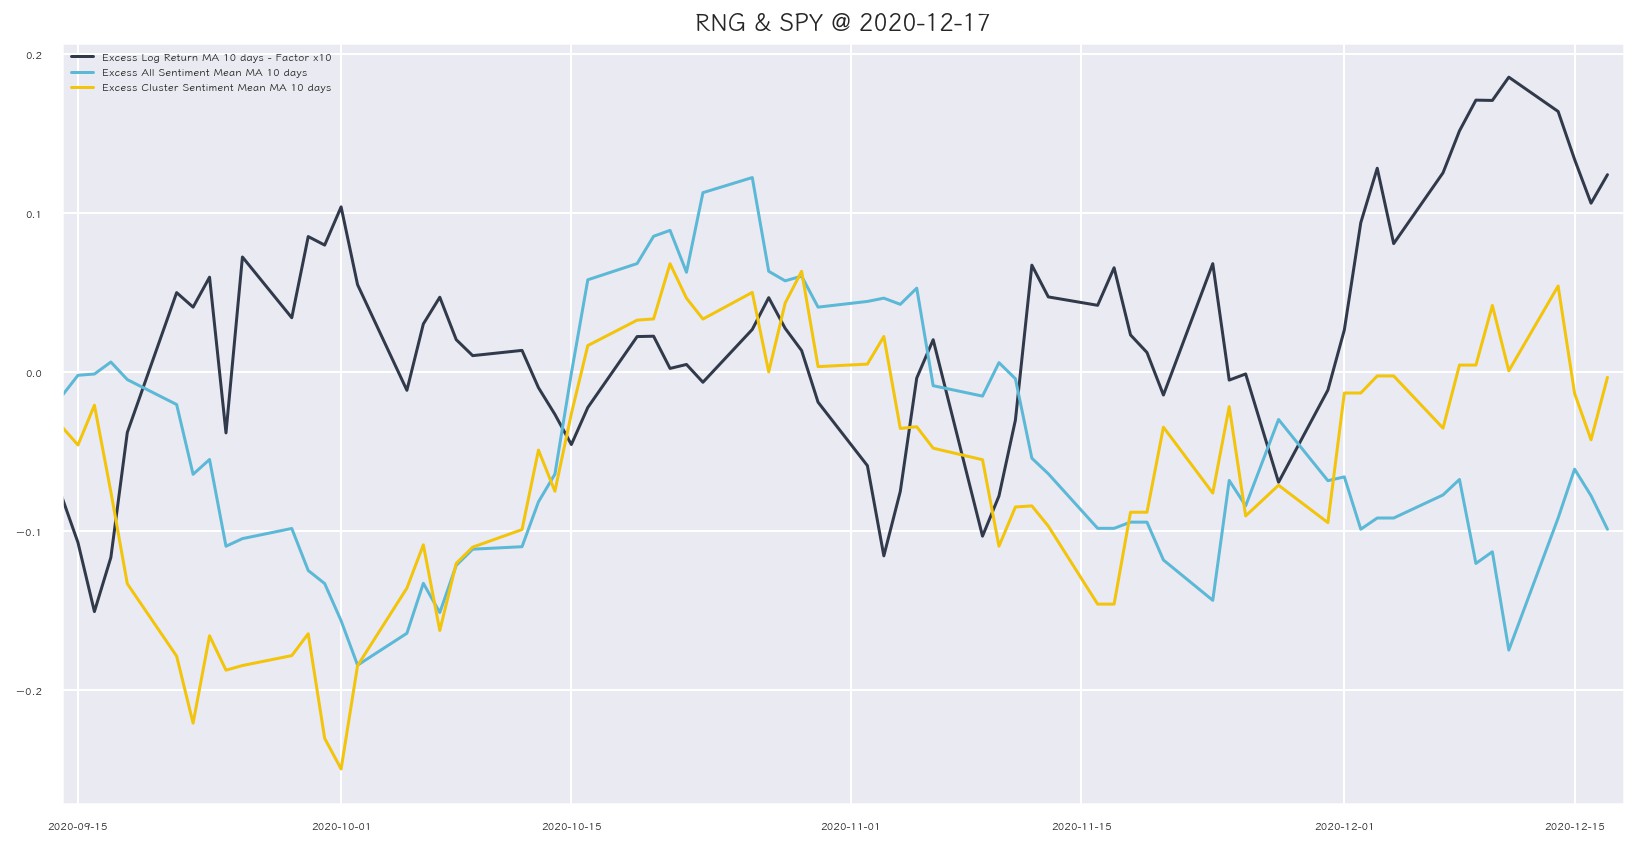 RNG & SPY @ 2020-12-17
Excess Log Return MA 10 days - Factor x10
Excess All Sentiment Mean MA 10 days
Excess Cluster Sentiment Mean MA 10 days
0.2
0.1
0.0
−0.1
−0.2
2020-09-15 2020-10-01 2020-10-15 2020-11-01 2020-11-15 2020-12-01 2020-12-15